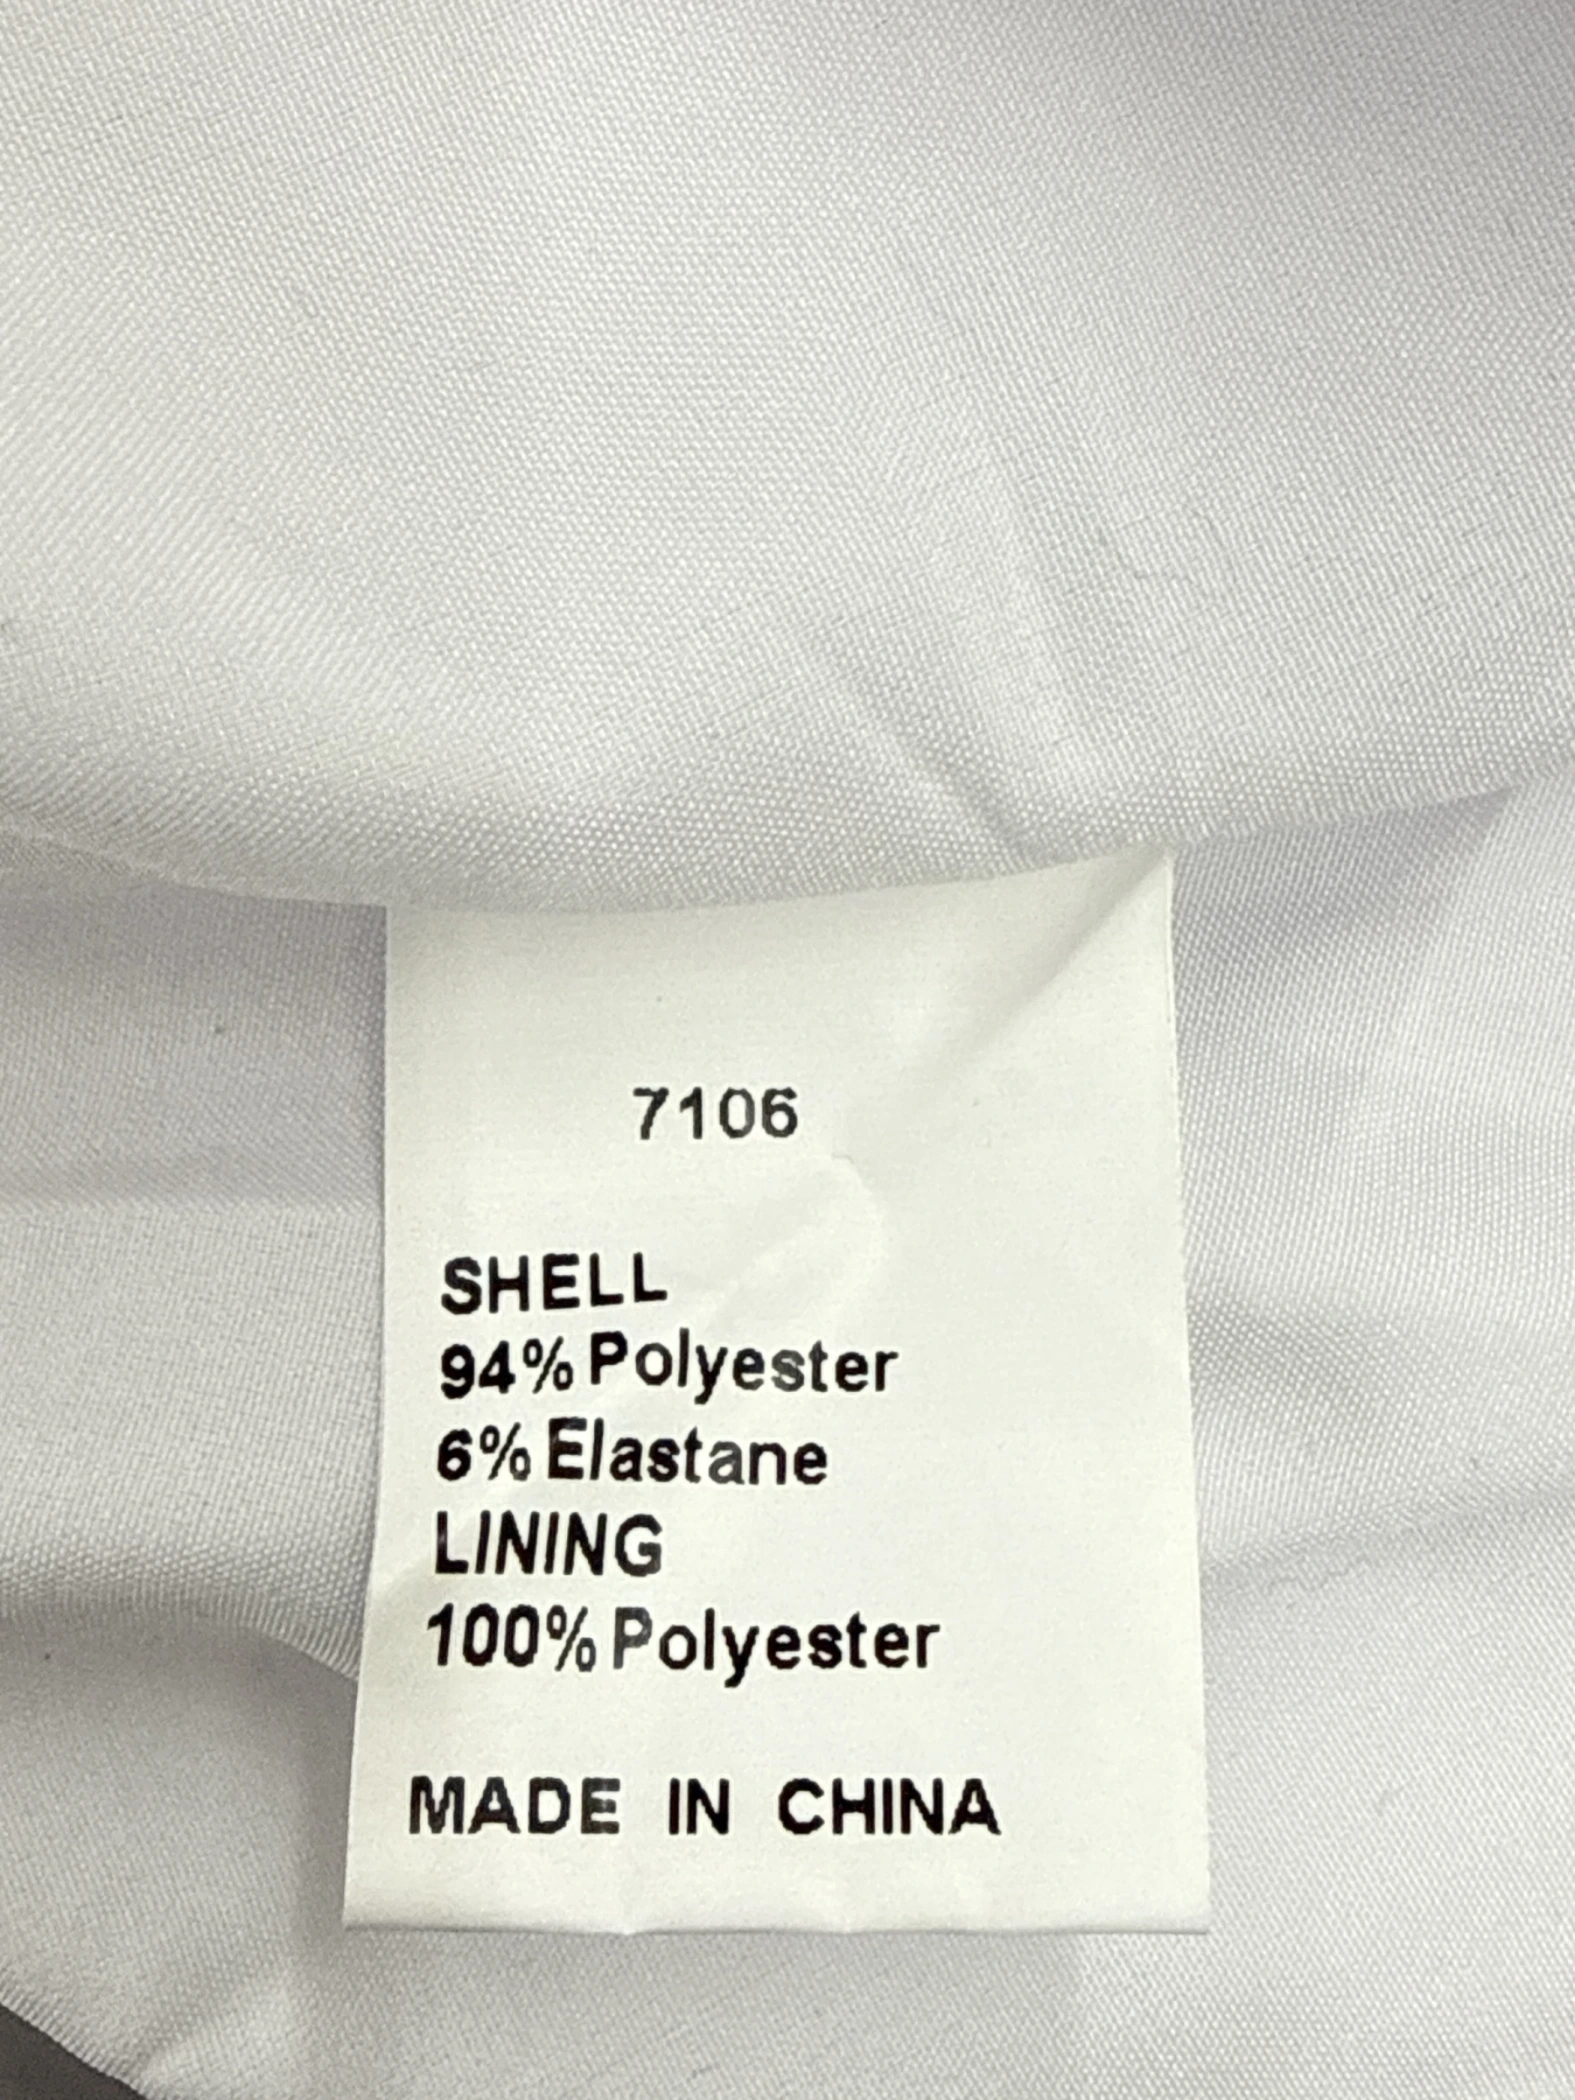 7106
SHELL
94% Polyester
6% Elastane
LINING
100% Polyester
MADE IN CHINA